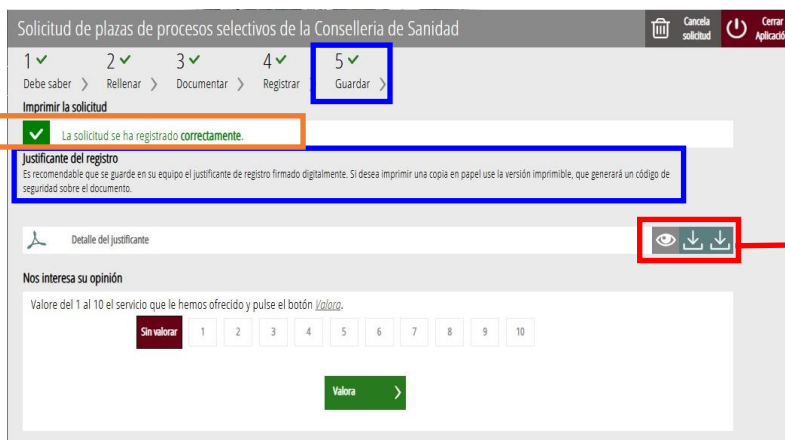 Solicitud de plazas de procesos selectivos de la Conselleria de Sanidad
Cancela
solicitud
Cerrar
Aplicació
1 2 3 4 5
Debe saber Rellenar Documentar Registrar Guardar
Imprimir la solicitud
La solicitud se ha registrado correctamente.
Justificante del registro
Es recomendable que se guarde en su equipo el justificante de registro firmado digitalmente. Si desea imprimir una copia en papel use la versión imprimible, que generará un código de
seguridad sobre el documento.
Detalle del justificante
Nos interesa su opinión
Valore del 1 al 10 el servicio que le hemos ofrecido y pulse el botón Valora.
Sin valorar 1 2 3 4 5 6 7 8 9 10
Valora